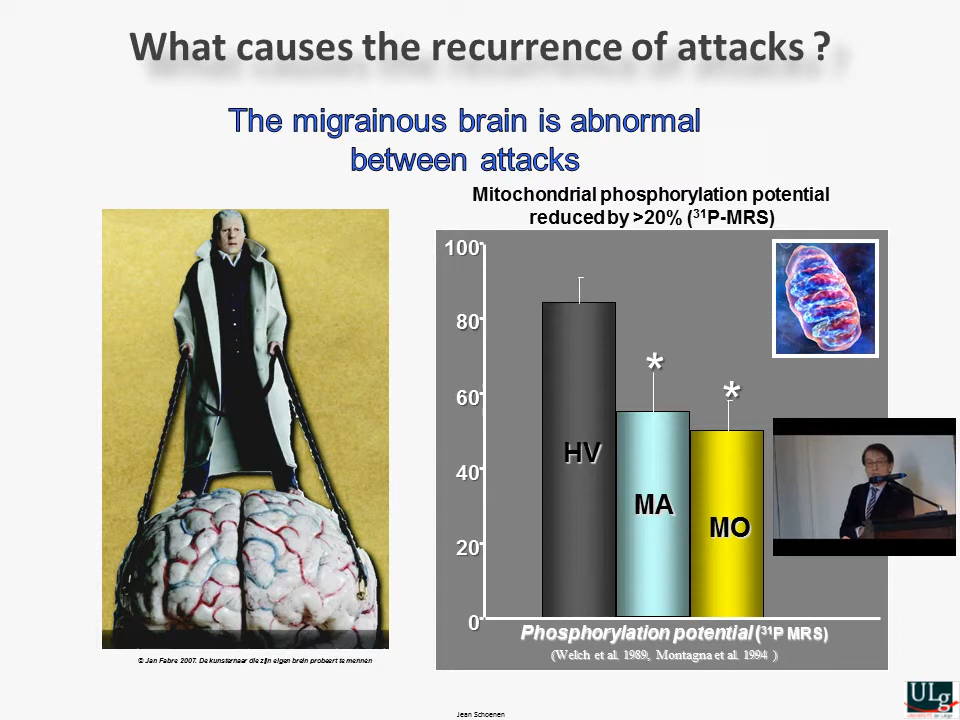 What causes the recurrence of attacks ?
The migrainous brain is abnormal
between attacks
Mitochondrial phosphorylation potential
reduced by >20% (³¹P-MRS)
100
80
60
40
20
0
*
*
HV
MA
MO
Phosphorylation potential (³¹P MRS)
(Welch et al. 1989, Montagna et al. 1994 )
© Jan Fabre 2007. De kunstenaar die zijn eigen brein probeert te mennen
Jean Schoenen
ULg